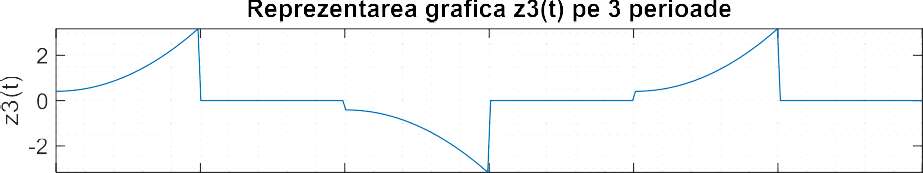 Reprezentarea grafica z3(t) pe 3 perioade
z3(t)
2
0
-2